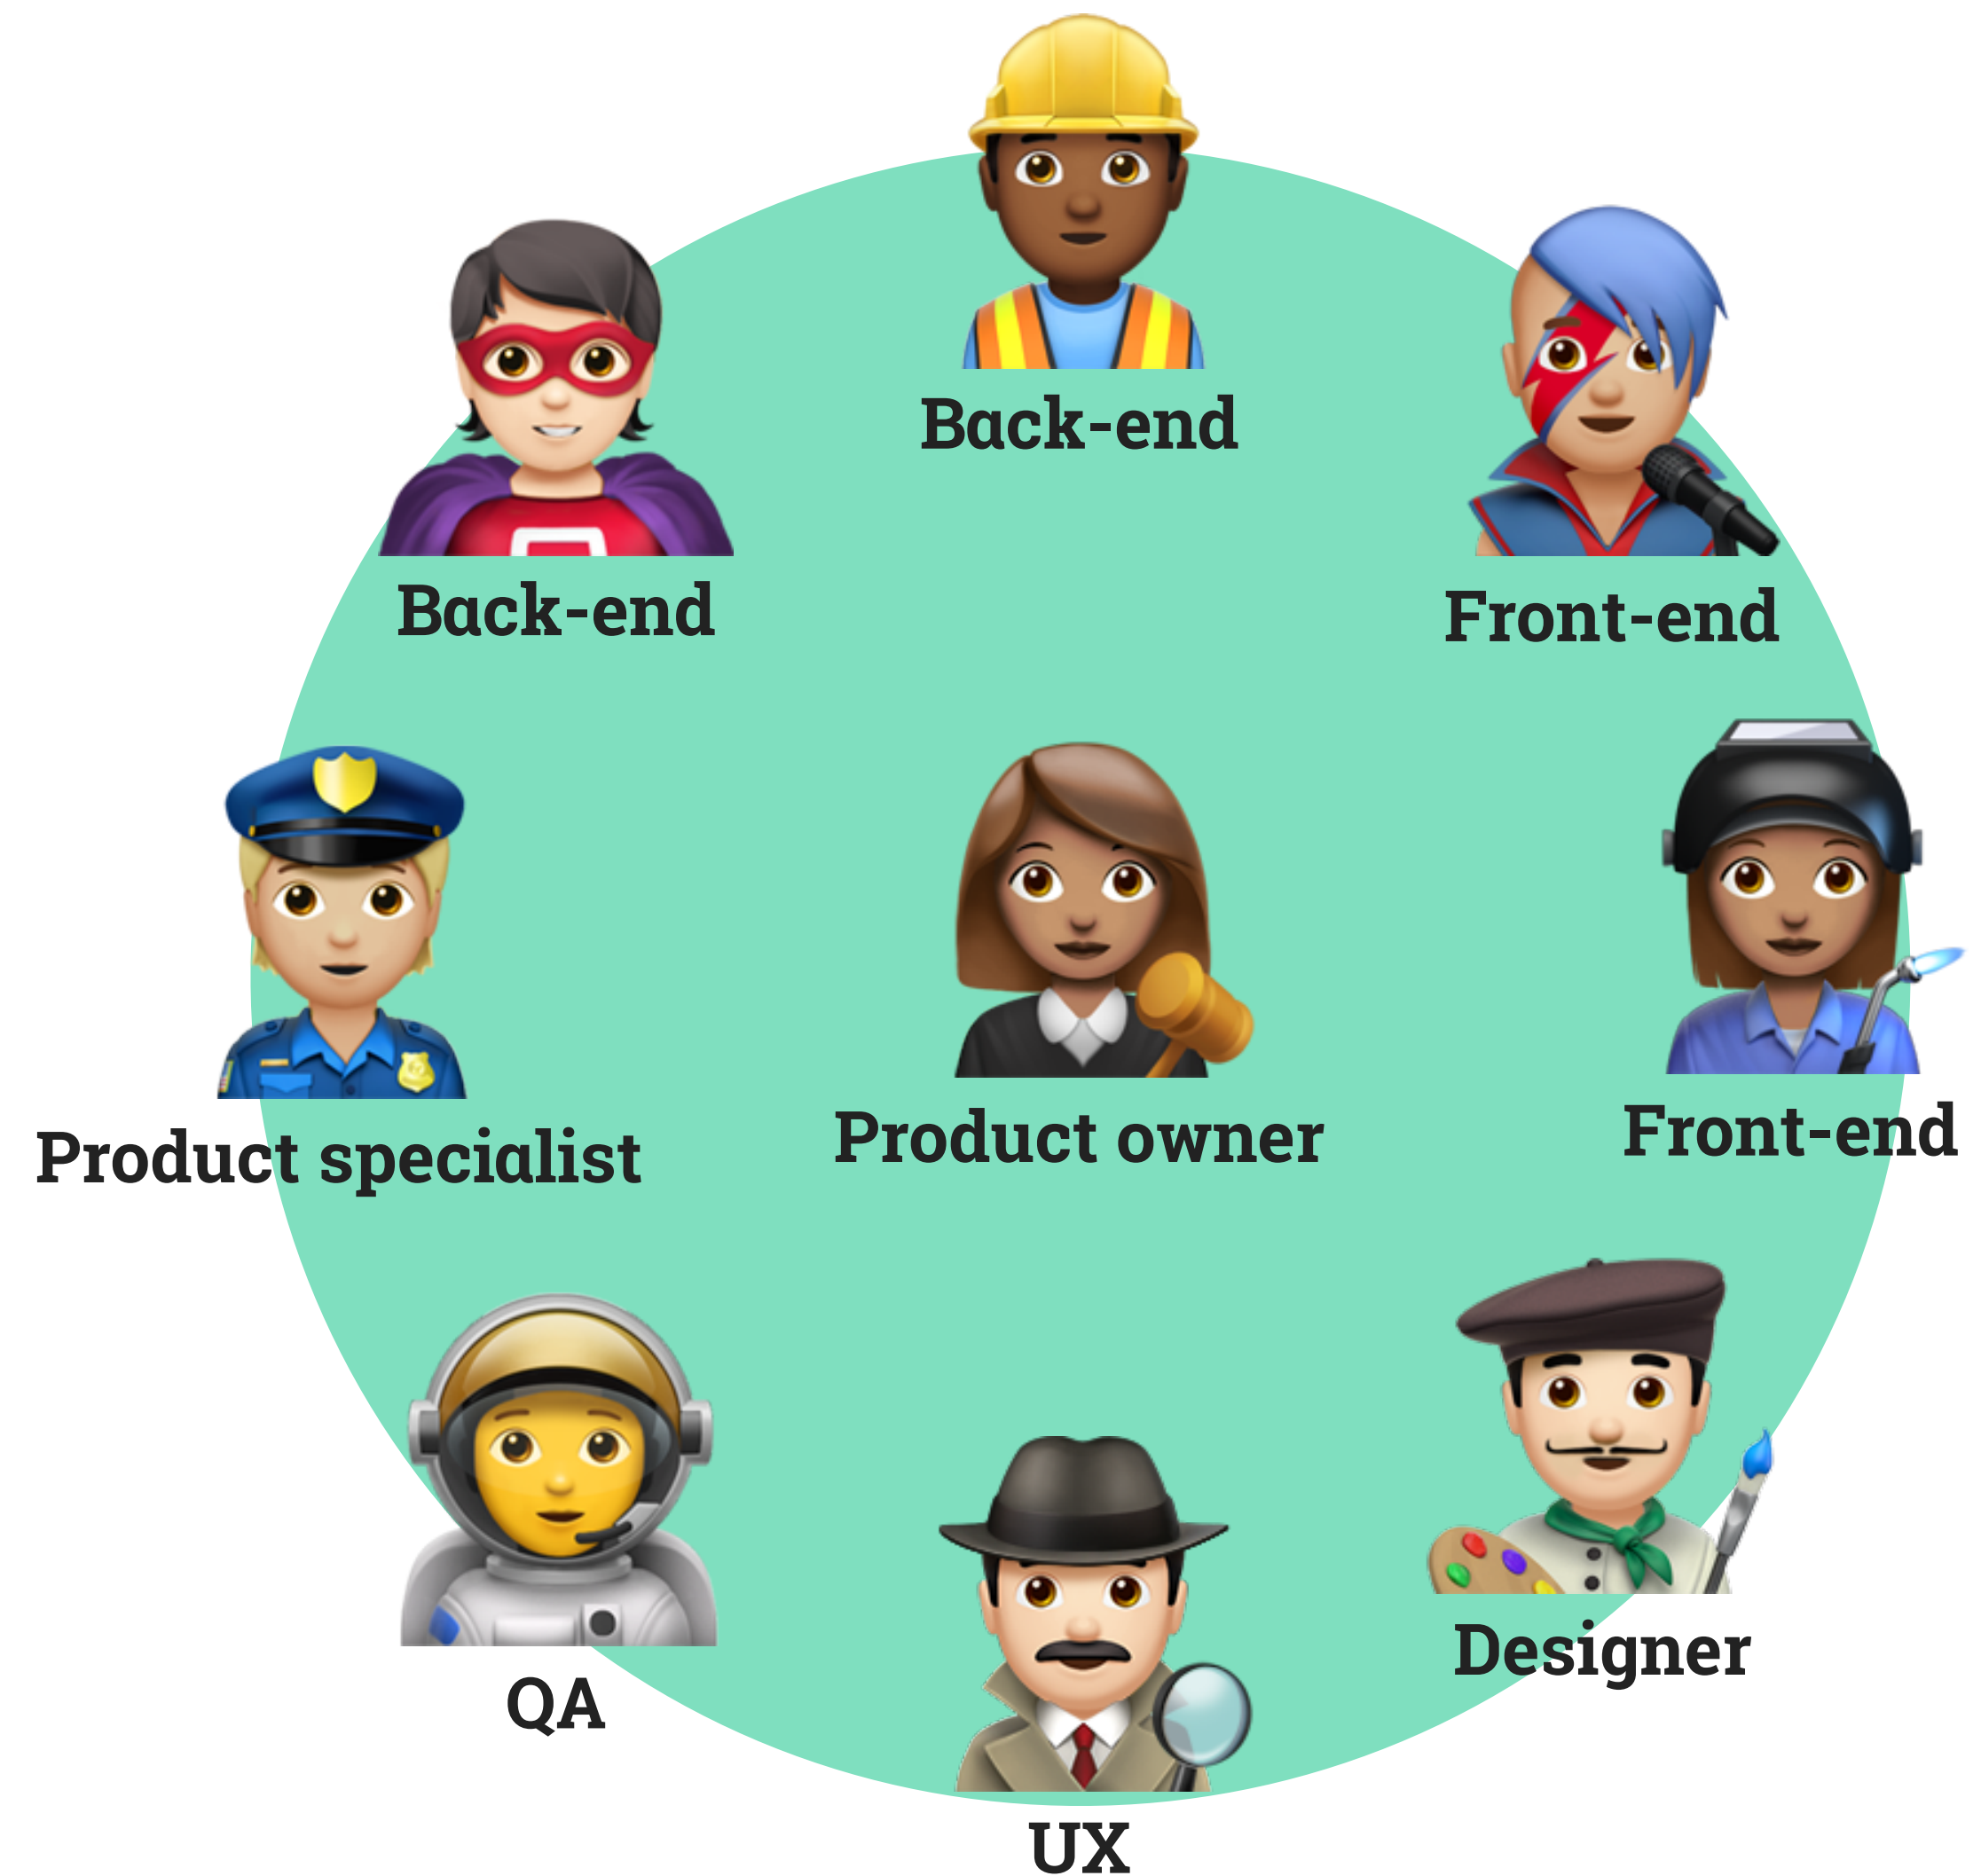 Back-end
Back-end
Front-end
Product specialist
Product owner
Front-end
QA
Designer
UX